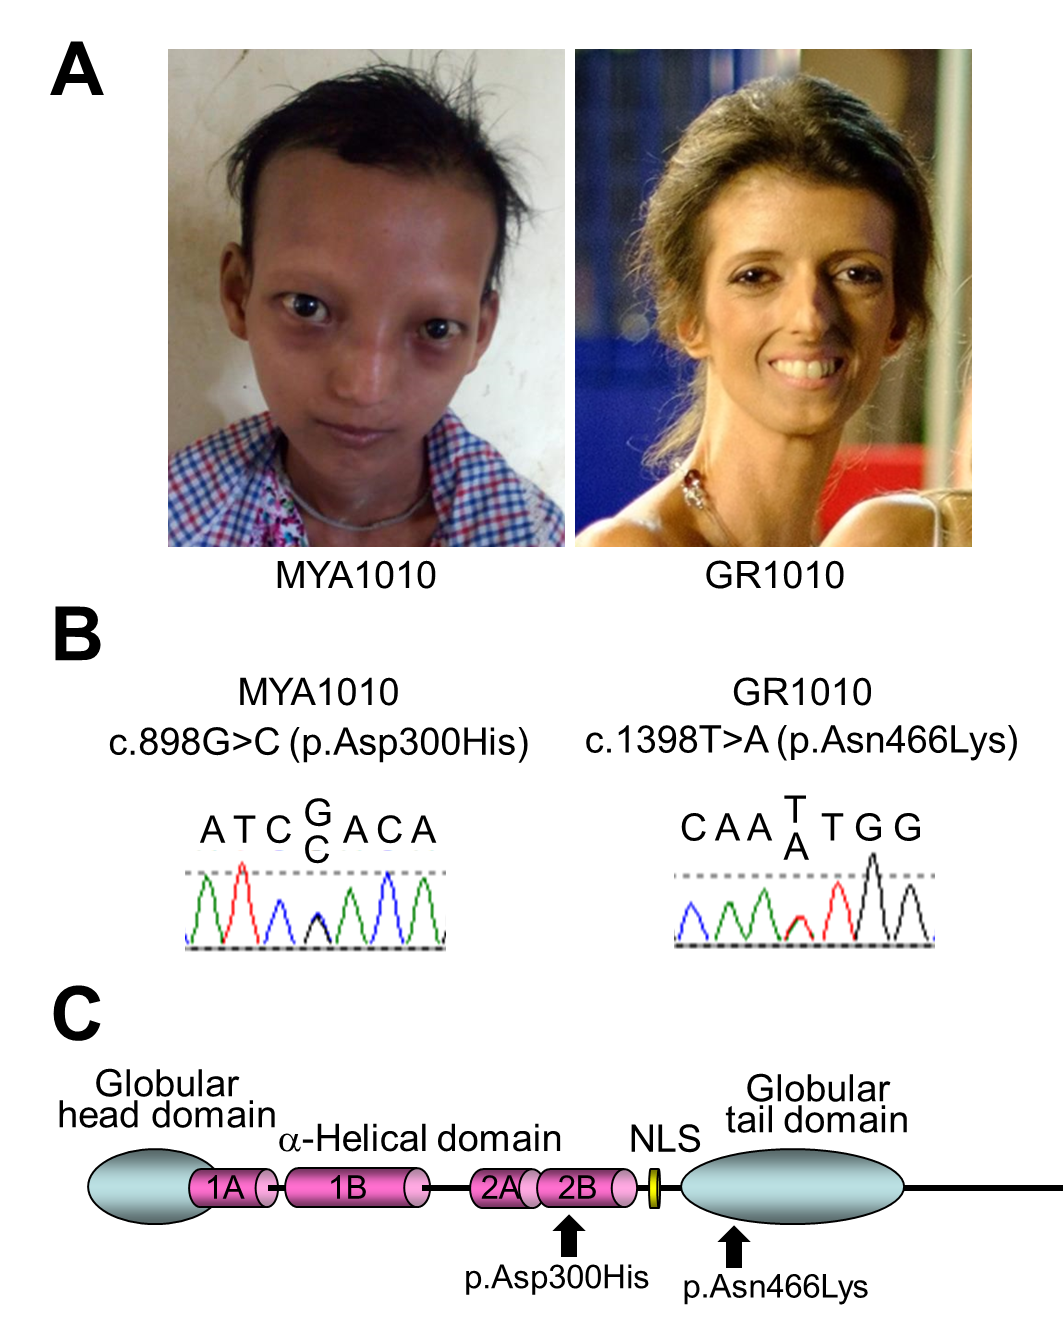 A
MYA1010
GR1010
B
MYA1010
c.898G>C (p.Asp300His)
GR1010
c.1398T>A (p.Asn466Lys)
A T C G A C A
C
C A A T T G G
A
C
Globular
head domain
α-Helical domain
NLS
Globular
tail domain
1A
1B
2A
2B
p.Asp300His
p.Asn466Lys